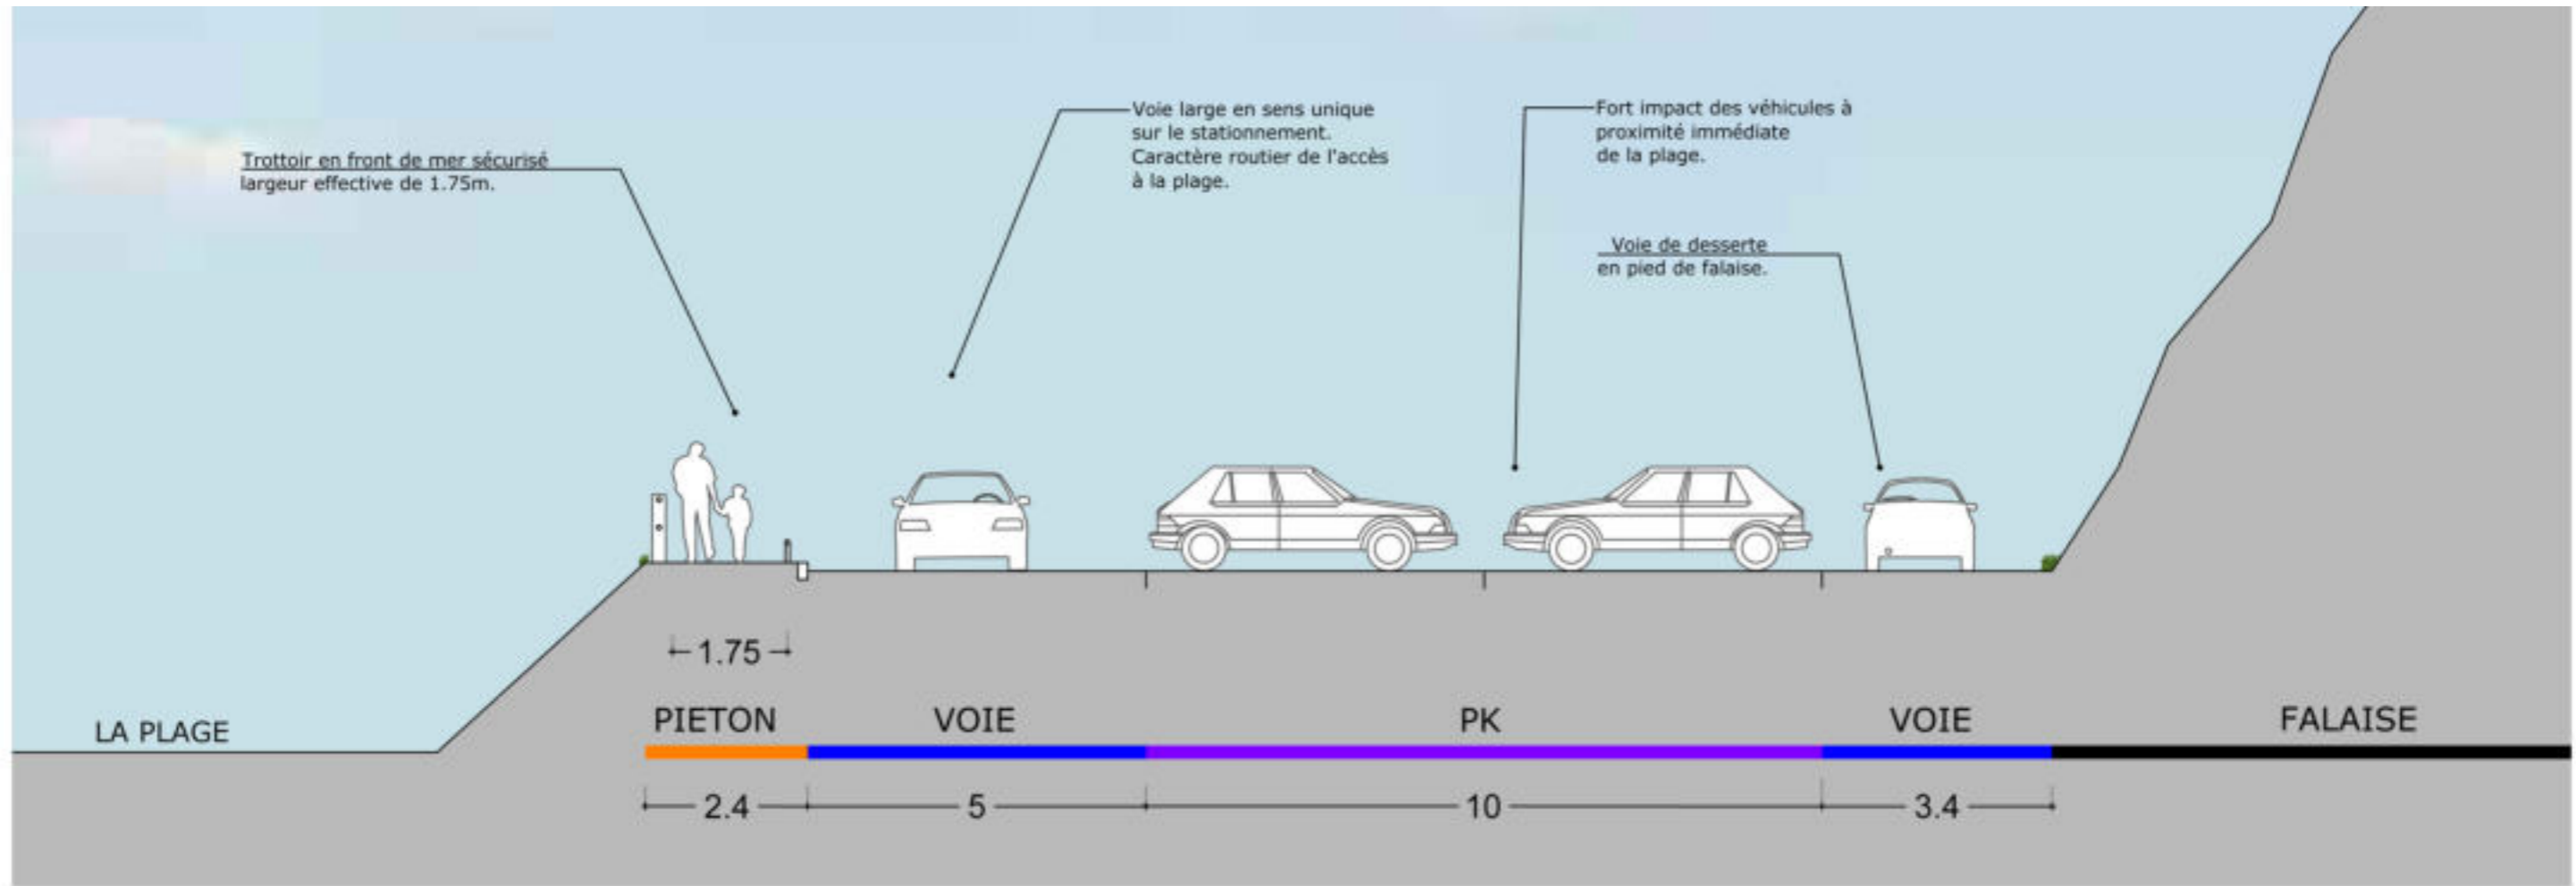 Trottoir en front de mer sécurisé
largeur effective de 1.75m.
Voie large en sens unique
sur le stationnement.
Caractère routier de l'accès
à la plage.
Fort impact des véhicules à
proximité immédiate
de la plage.
Voie de desserte
en pied de falaise.
1.75
LA PLAGE
PIETON
VOIE
PK
VOIE
FALAISE
2.4
5
10
3.4